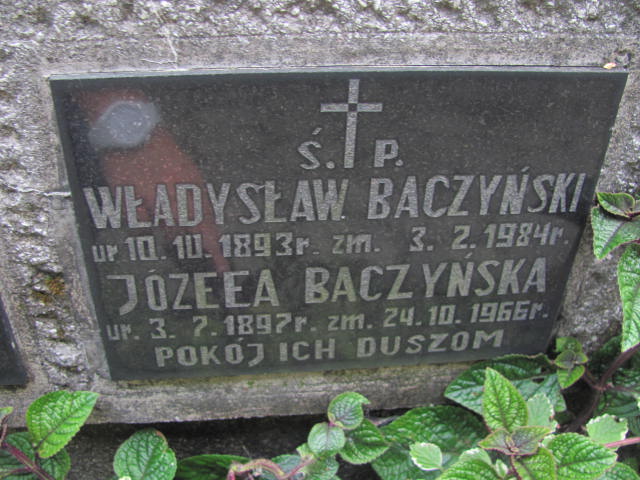 Ś. P.
WŁADYSŁAW BACZYŃSKI
ur 10. 10. 1893r. zm. 3. 2. 1984r.
JÓZEEA BACZYŃSKA
ur. 3. 7. 1897r. zm. 24. 10. 1966r.
POKÓJ ICH DUSZOM